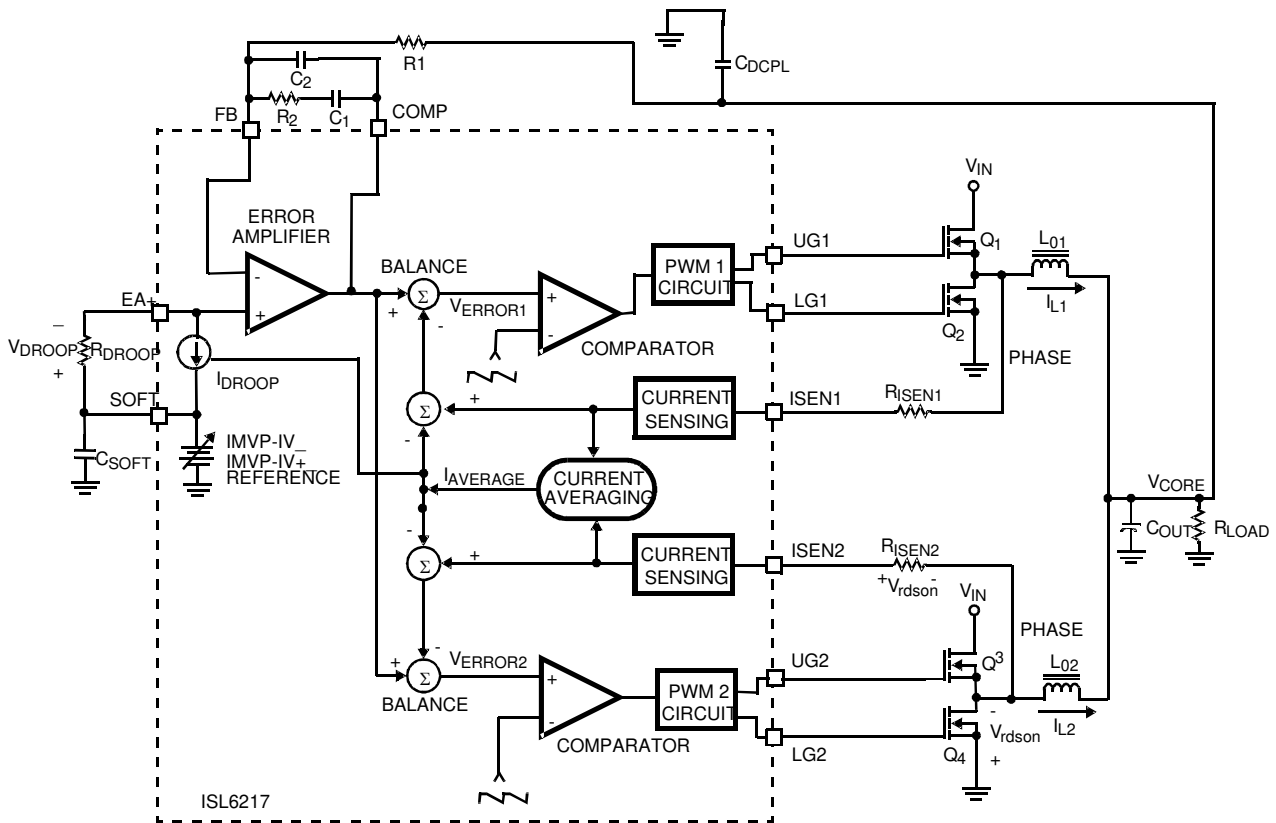 R1
C2
R2
C1
FB
COMP
CDCPL
VIN
ERROR
AMPLIFIER
-
+
EA+
BALANCE
Σ
+
-
VERROR1
+
-
COMPARATOR
PWM 1
CIRCUIT
UG1
LG1
Q1
Q2
L01
IL1
PHASE
−
VDROOP
+
RDROOP
IDROOP
SOFT
CSOFT
IMVP-IV_
IMVP-IV+
REFERENCE
Σ
+
-
CURRENT
SENSING
ISEN1
RISEN1
IAVERAGE
CURRENT
AVERAGING
VCORE
COUT
RLOAD
-
Σ
+
CURRENT
SENSING
ISEN2
RISEN2
+Vrdson-
VIN
PHASE
-
+
Σ
BALANCE
VERROR2
+
-
COMPARATOR
PWM 2
CIRCUIT
UG2
LG2
Q3
Q4
-
Vrdson
+
L02
IL2
ISL6217